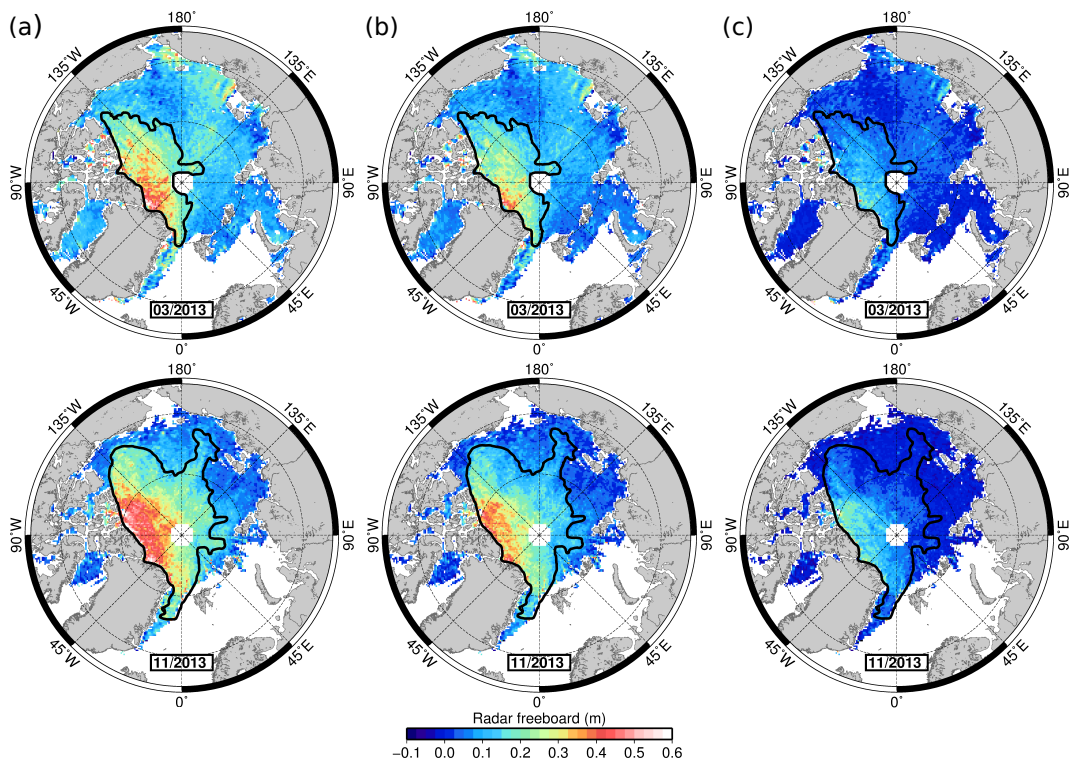 (a) (b) (c)
180° 180° 180°
135°W 135°E 135°W 135°E 135°W 135°E
90°W 90°E 90°W 90°E 90°W 90°E
45°W 45°E 45°W 45°E 45°W 45°E
03/2013 03/2013 03/2013
0° 0° 0°
180° 180° 180°
135°W 135°E 135°W 135°E 135°W 135°E
90°W 90°E 90°W 90°E 90°W 90°E
45°W 45°E 45°W 45°E 45°W 45°E
11/2013 11/2013 11/2013
0° 0° 0°
Radar freeboard (m)
−0.1 0.0 0.1 0.2 0.3 0.4 0.5 0.6